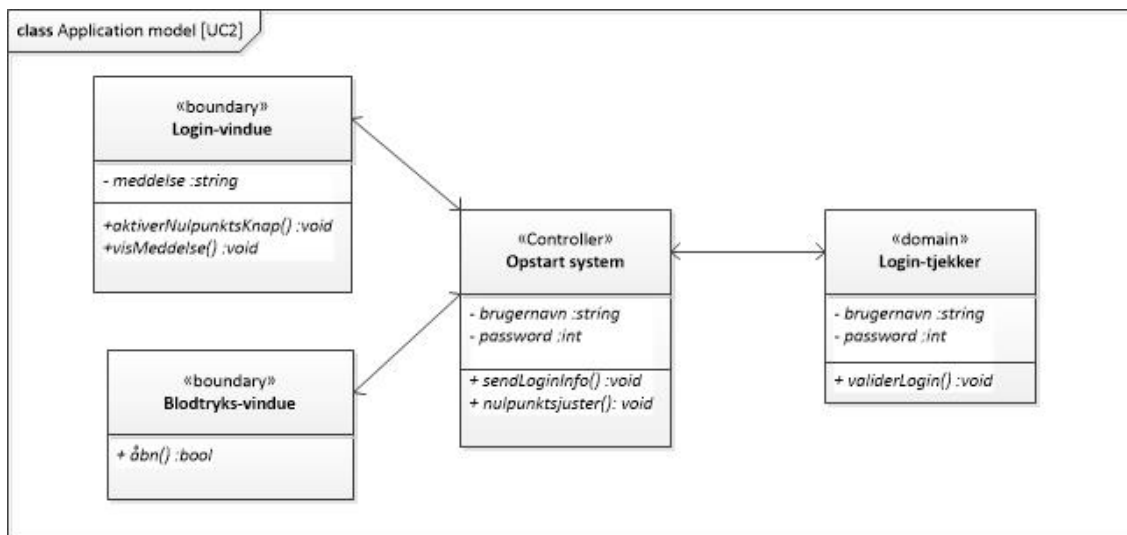 class Application model [UC2]
«boundary»
Login-vindue
- meddelse :string
+aktiverNulpunktsKnap() :void
+visMeddelse() :void
«boundary»
Blodtryks-vindue
+ åbn() :bool
«Controller»
Opstart system
- brugernavn :string
- password :int
+ sendLoginInfo() :void
+ nulpunktsjuster(): void
«domain»
Login-tjekker
- brugernavn :string
- password :int
+ validerLogin() :void